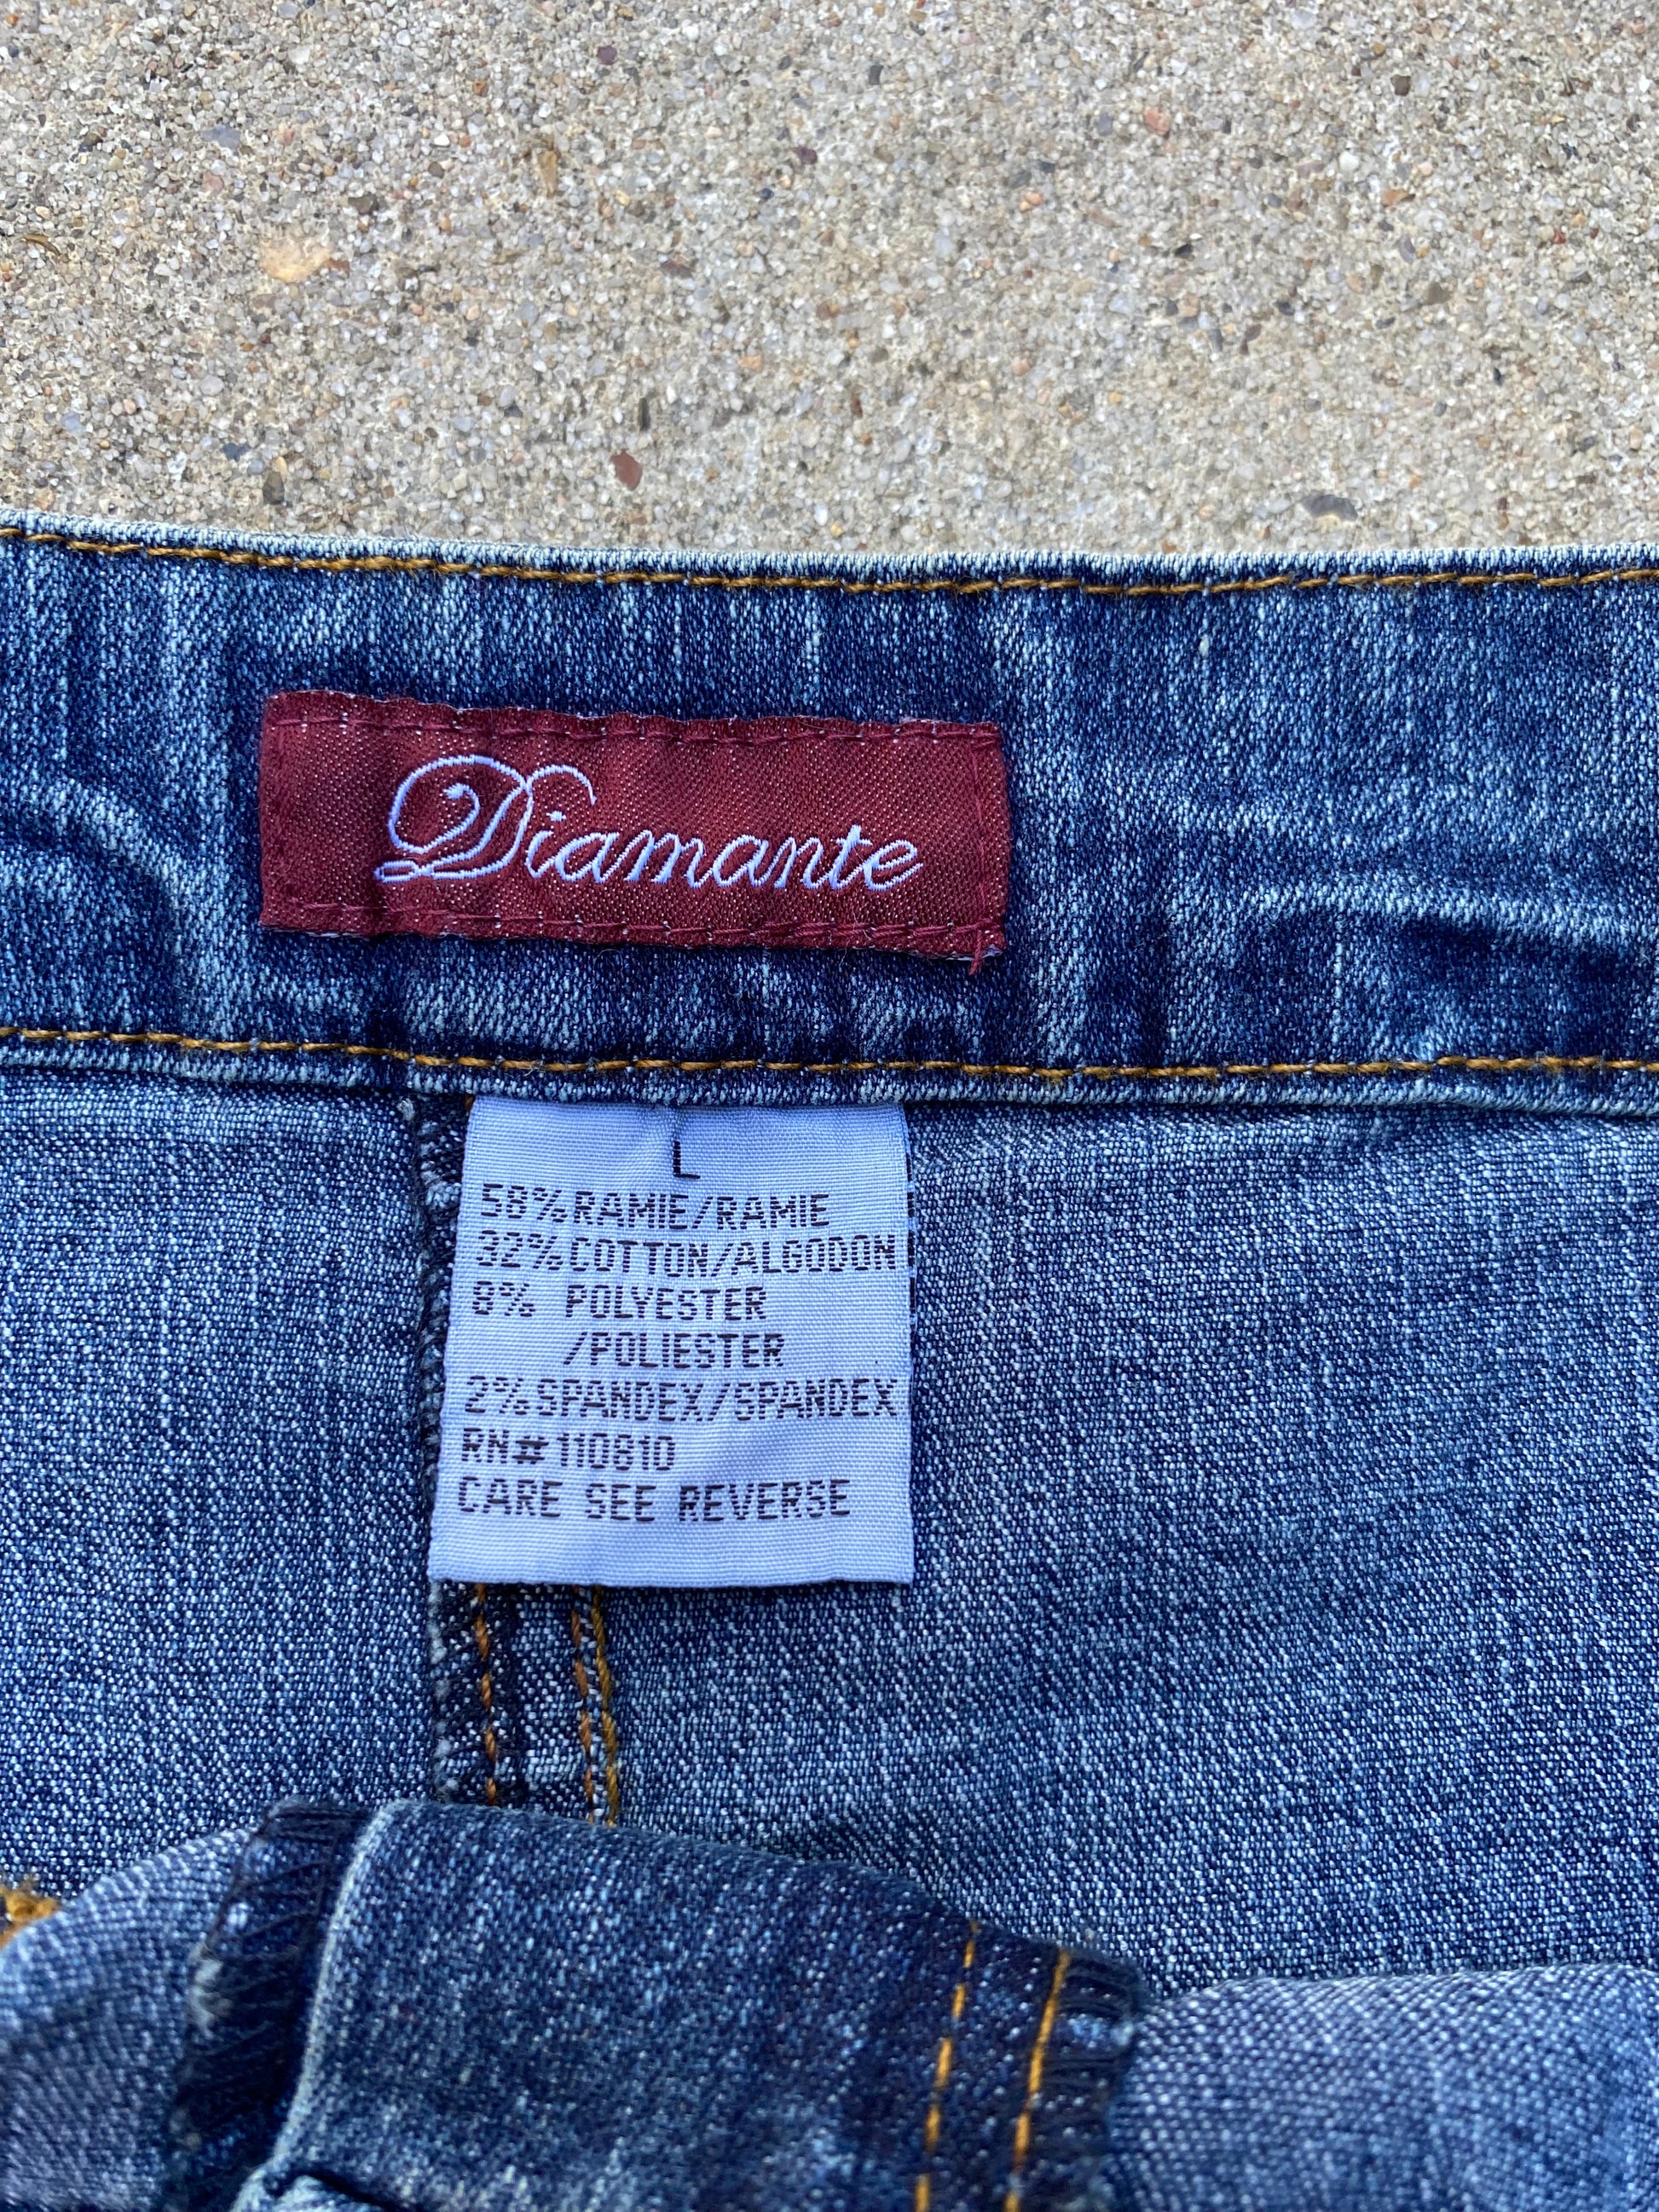 Diamante
L
58% RAMIE/RAMIE
32% COTTON/ALGODON
8% POLYESTER
/POLIESTER
2% SPANDEX/SPANDEX
RN# 110810
CARE SEE REVERSE